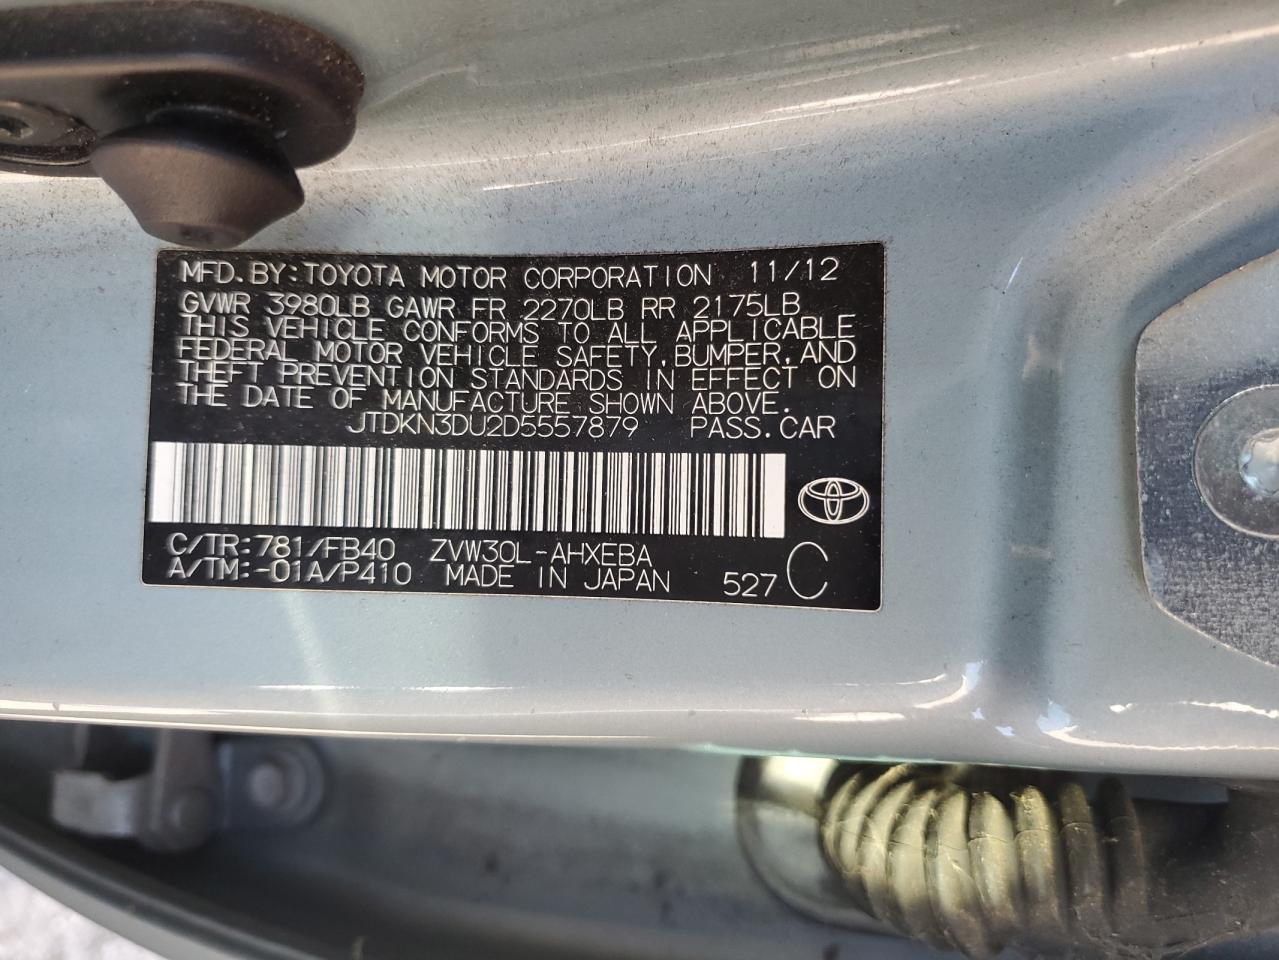 MFD. BY: TOYOTA MOTOR CORPORATION 11/12
GVWR 3980LB GAWR FR 2270LB RR 2175LB
THIS VEHICLE CONFORMS TO ALL APPLICABLE
FEDERAL MOTOR VEHICLE SAFETY, BUMPER, AND
THEFT PREVENTION STANDARDS IN EFFECT ON
THE DATE OF MANUFACTURE SHOWN ABOVE.
JTDKN3DU2D5557879 PASS. CAR
C/TR: 781/FB40 ZVW30L-AHXEBA
A/TM: -01A/P410 MADE IN JAPAN 527 C